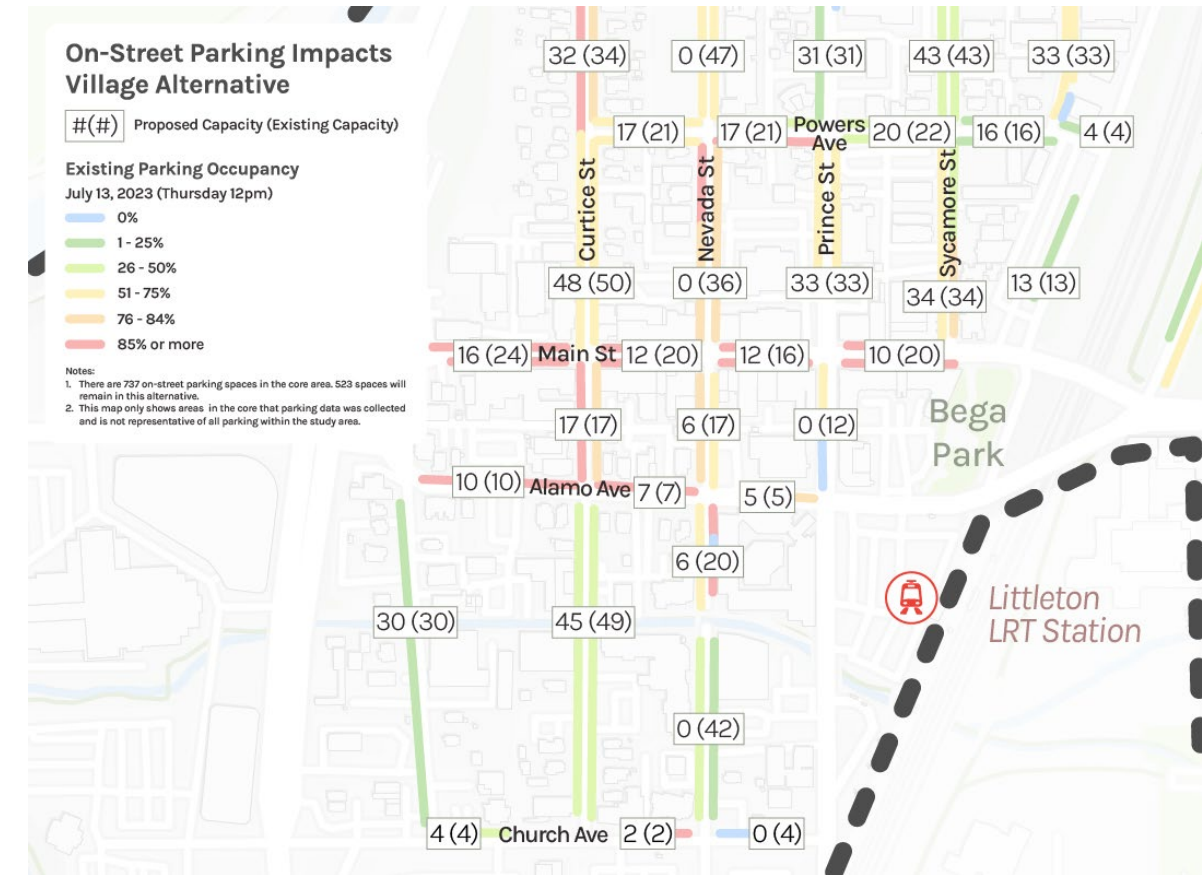 On-Street Parking Impacts
Village Alternative
#(#) Proposed Capacity (Existing Capacity)
Existing Parking Occupancy
July 13, 2023 (Thursday 12pm)
0%
1 - 25%
26 - 50%
51 - 75%
76 - 84%
85% or more
Notes:
1. There are 737 on-street parking spaces in the core area. 523 spaces will
remain in this alternative.
2. This map only shows areas in the core that parking data was collected
and is not representative of all parking within the study area.
32 (34)
0 (47)
31 (31)
43 (43)
33 (33)
17 (21)
17 (21)
Powers
Ave
20 (22)
16 (16)
4 (4)
Curtice St
Nevada St
Prince St
Sycamore St
48 (50)
0 (36)
33 (33)
34 (34)
13 (13)
16 (24)
Main St
12 (20)
12 (16)
10 (20)
17 (17)
6 (17)
0 (12)
Bega
Park
10 (10)
Alamo Ave
7 (7)
5 (5)
6 (20)
30 (30)
45 (49)
Littleton
LRT Station
0 (42)
4 (4)
Church Ave
2 (2)
0 (4)